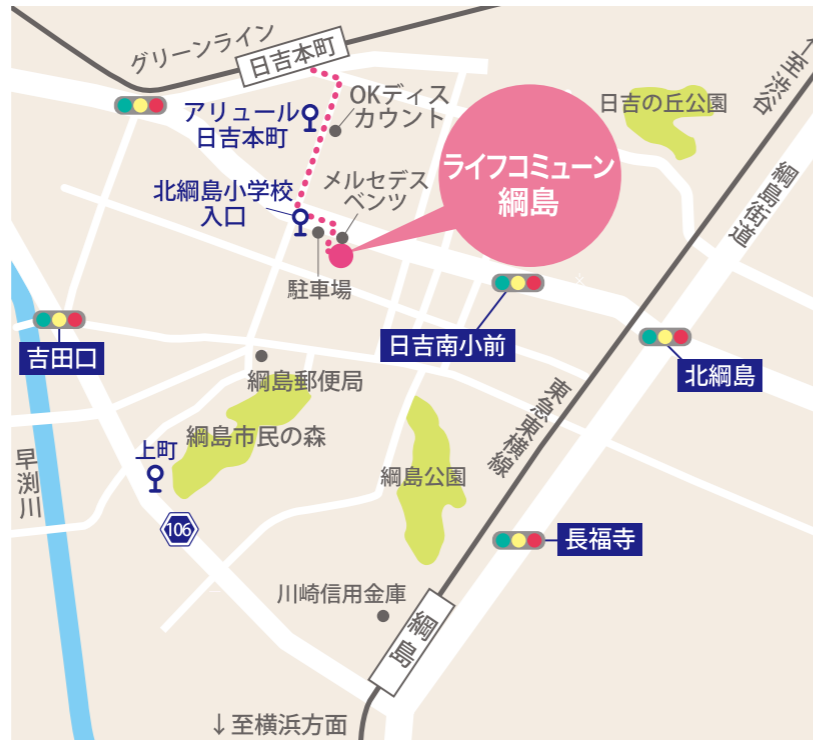 グリーンライン
日吉本町
↑至渋谷
アリュール
日吉本町
OKディス
カウント
日吉の丘公園
綱島街道
ライフコミューン
綱島
北綱島小学校
入口
メルセデス
ベンツ
駐車場
吉田口
日吉南小前
北綱島
綱島郵便局
東急東横線
綱島市民の森
上町
早渕川
綱島公園
106
長福寺
川崎信用金庫
綱島
↓至横浜方面